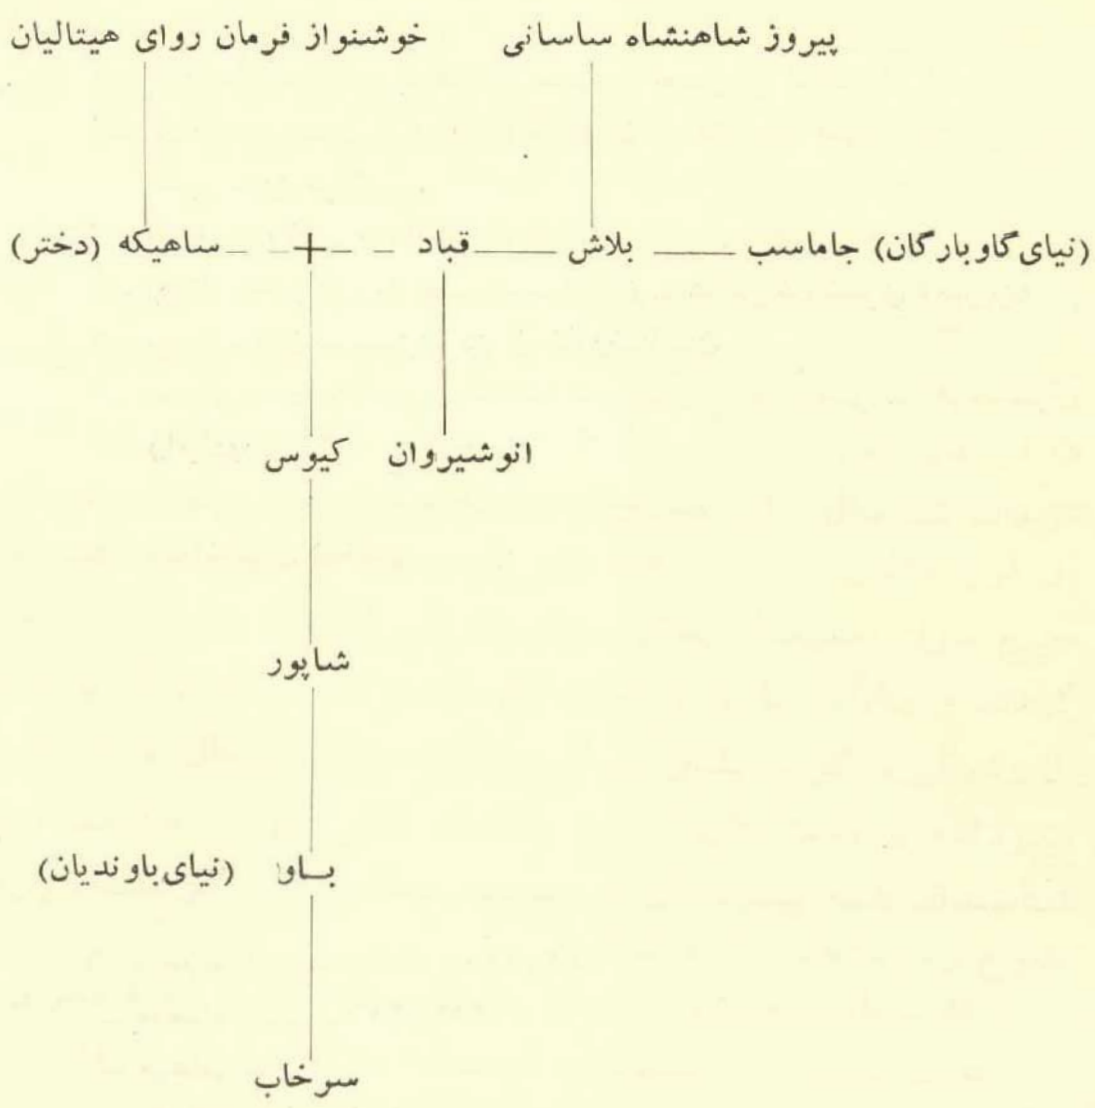 پیروز شاهنشاه ساسانی خوشنواز فرمان روای هیتالیان
(نیای گاوبارگان) جاماسب بلاش قباد + ساهیکه (دختر)
انوشیروان کیوس
شاپور
باو (نیای باوندیان)
سرخاب